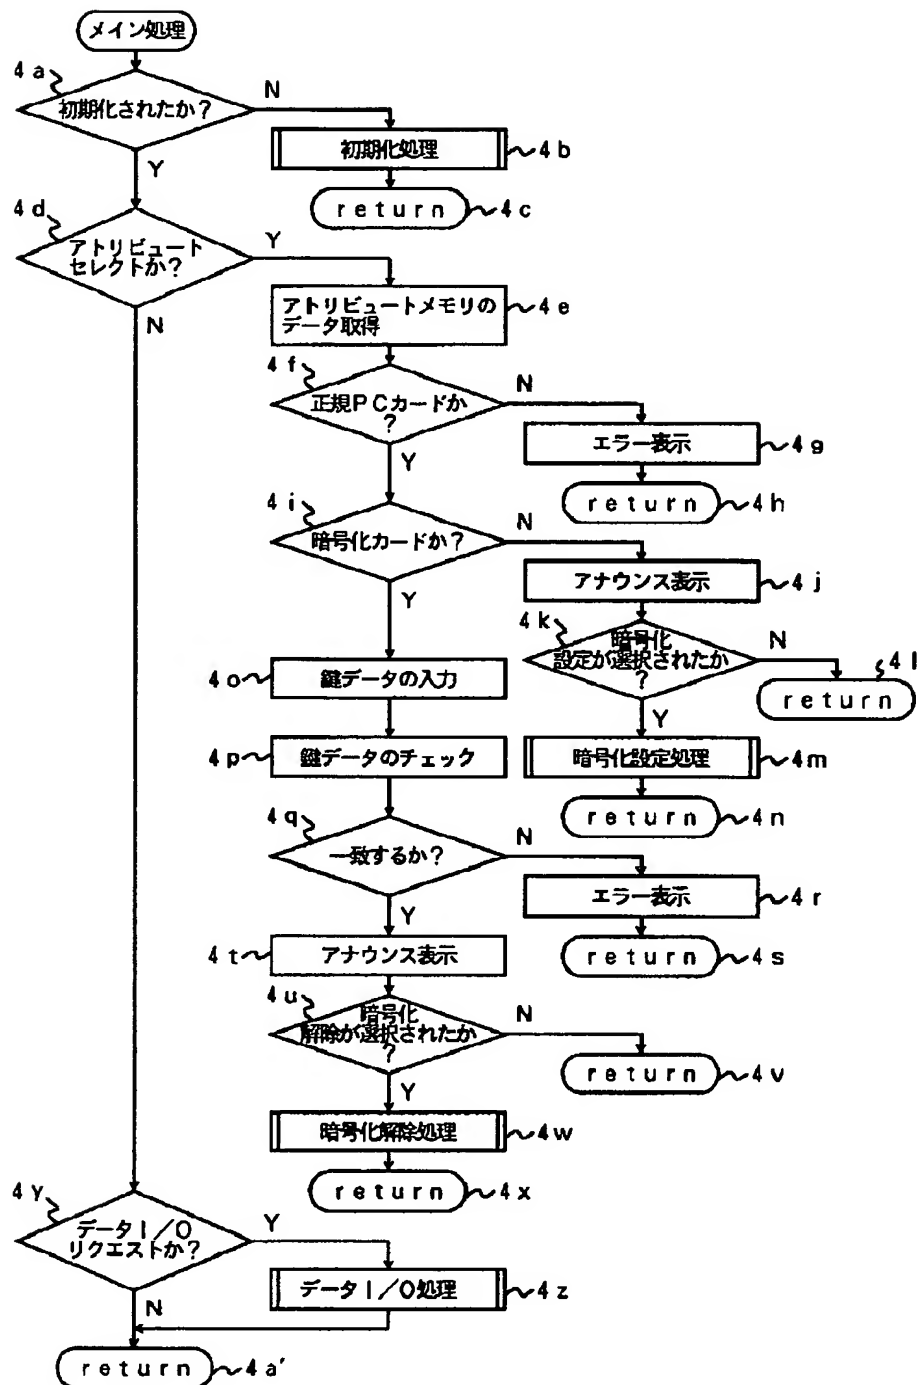 メイン処理
4a
初期化されたか?
N
Y
初期化処理
4b
return
4c
4d
アトリビュート
セレクトか?
Y
N
アトリビュートメモリの
データ取得
4e
4f
正規PCカードか
?
N
Y
エラー表示
4g
return
4h
4i
暗号化カードか?
N
Y
アナウンス表示
4j
4k
暗号化
設定が選択されたか
?
N
Y
return
4l
暗号化設定処理
4m
return
4n
4o
鍵データの入力
4p
鍵データのチェック
4q
一致するか?
N
Y
エラー表示
4r
return
4s
4t
アナウンス表示
4u
暗号化
解除が選択されたか
?
N
Y
return
4v
暗号化解除処理
4w
return
4x
4y
データI/O
リクエストか?
Y
N
データI/O処理
4z
return
4a'